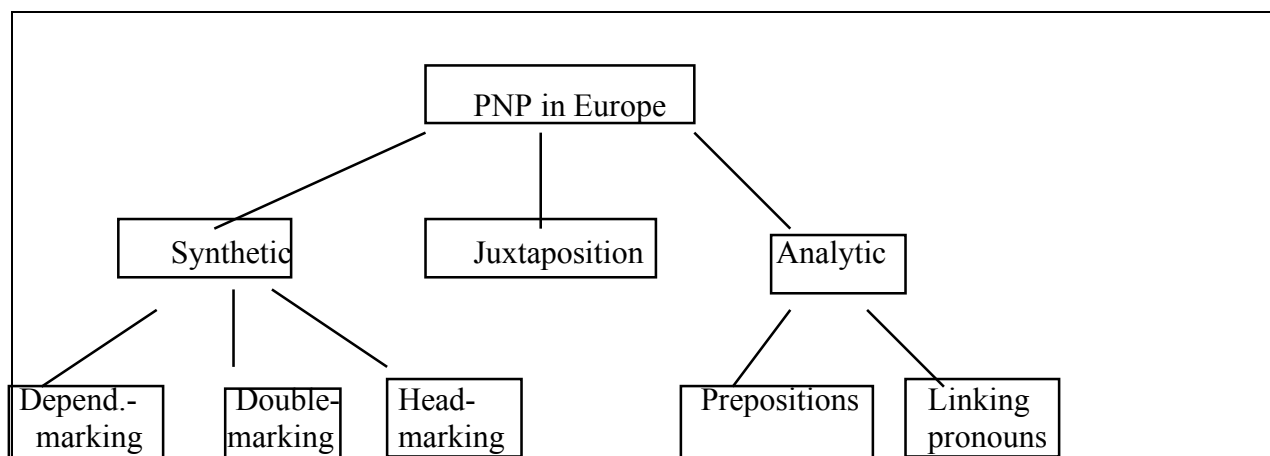 PNP in Europe
Synthetic
Juxtaposition
Analytic
Depend.-
marking
Double-
marking
Head-
marking
Prepositions
Linking
pronouns